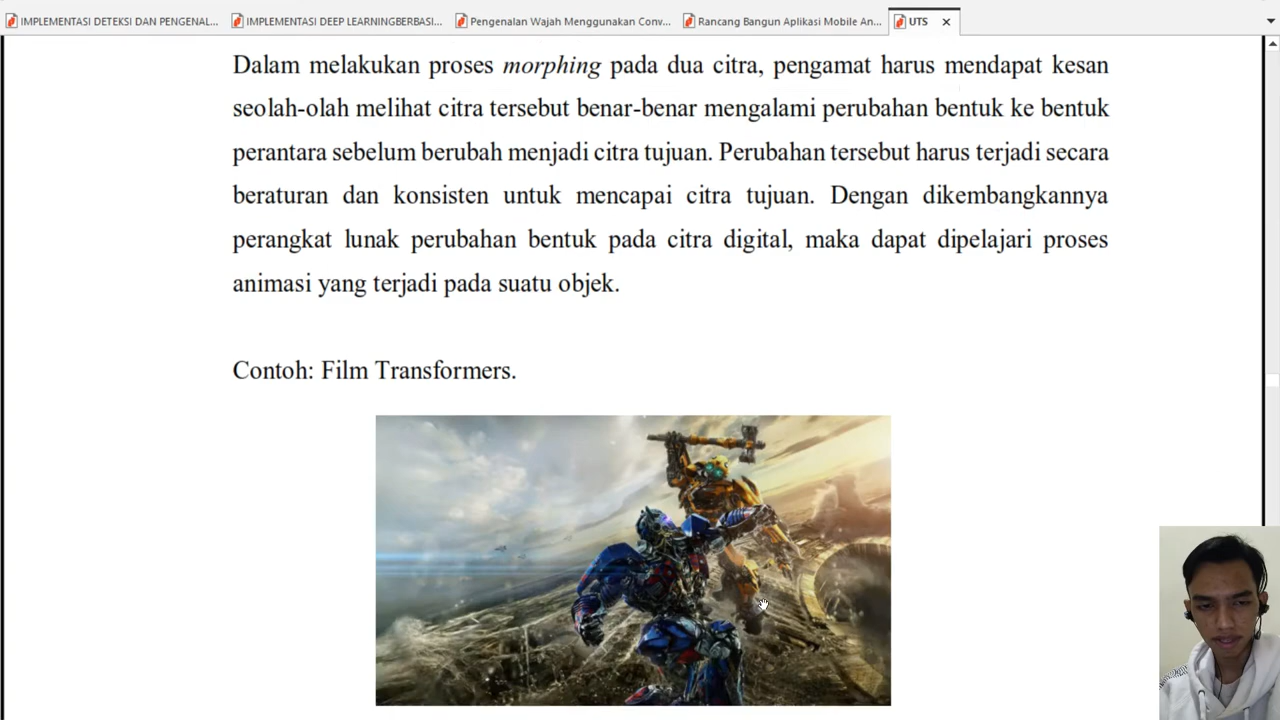 IMPLEMENTASI DETEKSI DAN PENGENAL...
IMPLEMENTASI DEEP LEARNINGBERBASI...
Pengenalan Wajah Menggunakan Conv...
Rancang Bangun Aplikasi Mobile An...
UTS
Dalam melakukan proses morphing pada dua citra, pengamat harus mendapat kesan
seolah-olah melihat citra tersebut benar-benar mengalami perubahan bentuk ke bentuk
perantara sebelum berubah menjadi citra tujuan. Perubahan tersebut harus terjadi secara
beraturan dan konsisten untuk mencapai citra tujuan. Dengan dikembangkannya
perangkat lunak perubahan bentuk pada citra digital, maka dapat dipelajari proses
animasi yang terjadi pada suatu objek.
Contoh: Film Transformers.